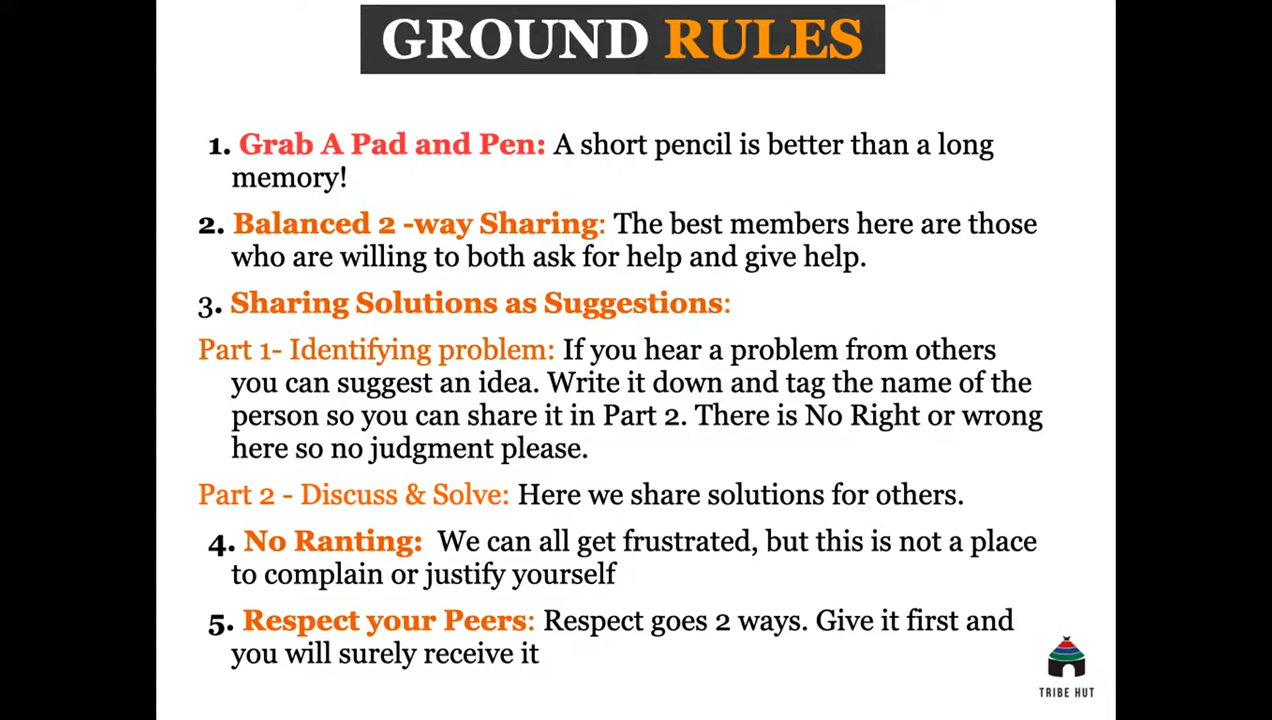 GROUND RULES
1. Grab A Pad and Pen: A short pencil is better than a long
memory!
2. Balanced 2 -way Sharing: The best members here are those
who are willing to both ask for help and give help.
3. Sharing Solutions as Suggestions:
Part 1- Identifying problem: If you hear a problem from others
you can suggest an idea. Write it down and tag the name of the
person so you can share it in Part 2. There is No Right or wrong
here so no judgment please.
Part 2 - Discuss & Solve: Here we share solutions for others.
4. No Ranting: We can all get frustrated, but this is not a place
to complain or justify yourself
5. Respect your Peers: Respect goes 2 ways. Give it first and
you will surely receive it
TRIBE HUT